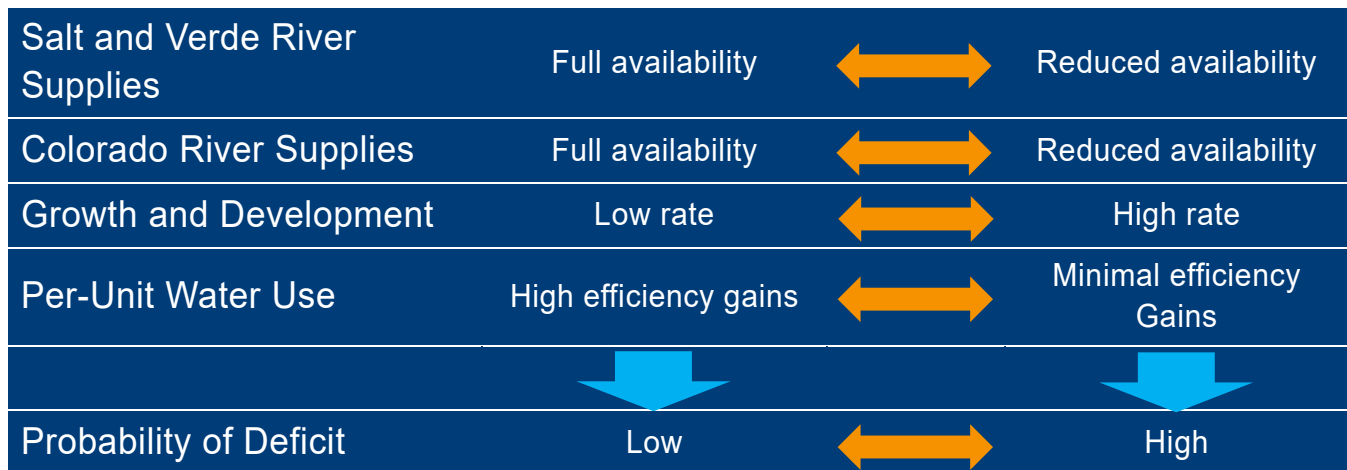 Salt and Verde River
Supplies
Full availability
Reduced availability
Colorado River Supplies
Full availability
Reduced availability
Growth and Development
Low rate
High rate
Per-Unit Water Use
High efficiency gains
Minimal efficiency
Gains
Probability of Deficit
Low
High